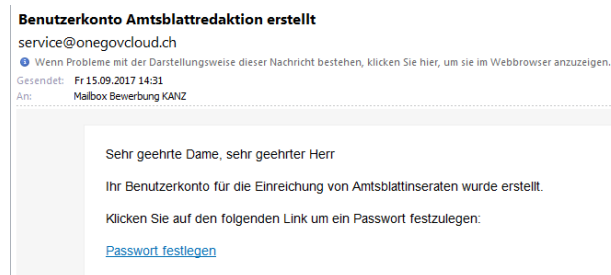 Benutzerkonto Amtsblattredaktion erstellt
service@onegovcloud.ch
Wenn Probleme mit der Darstellungsweise dieser Nachricht bestehen, klicken Sie hier, um sie im Webbrowser anzuzeigen.
Gesendet: Fr 15.09.2017 14:31
An: Mailbox Bewerbung KANZ
Sehr geehrte Dame, sehr geehrter Herr
Ihr Benutzerkonto für die Einreichung von Amtsblattinseraten wurde erstellt.
Klicken Sie auf den folgenden Link um ein Passwort festzulegen:
Passwort festlegen